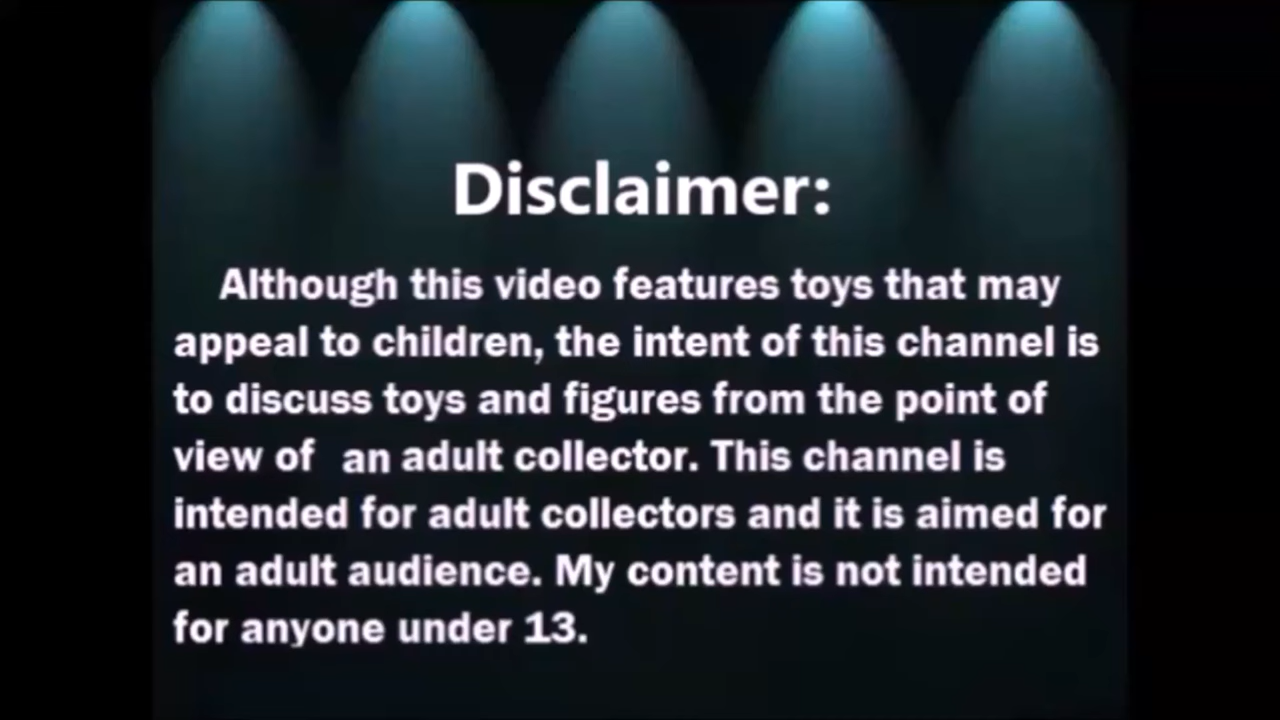 Disclaimer:
Although this video features toys that may
appeal to children, the intent of this channel is
to discuss toys and figures from the point of
view of an adult collector. This channel is
intended for adult collectors and it is aimed for
an adult audience. My content is not intended
for anyone under 13.